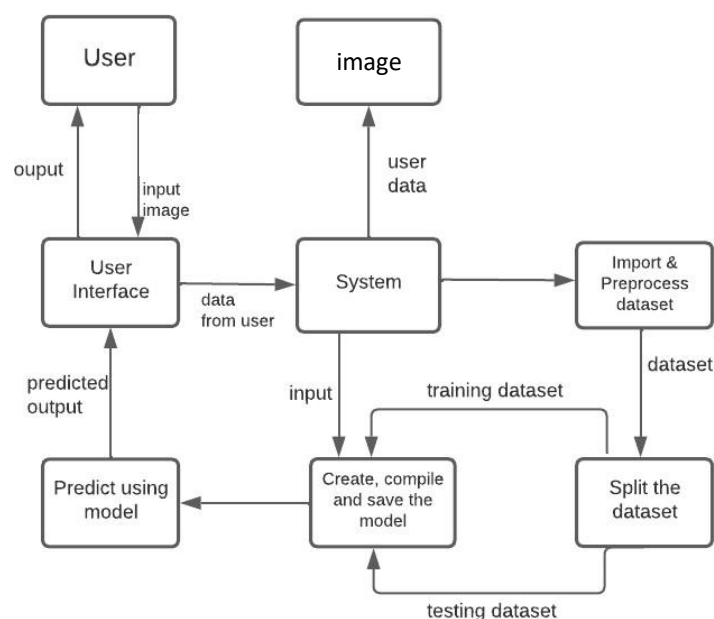 User
image
ouput
input
image
user
data
User
Interface
data
from user
System
Import &
Preprocess
dataset
predicted
output
input
training dataset
dataset
Predict using
model
Create, compile
and save the
model
Split the
dataset
testing dataset